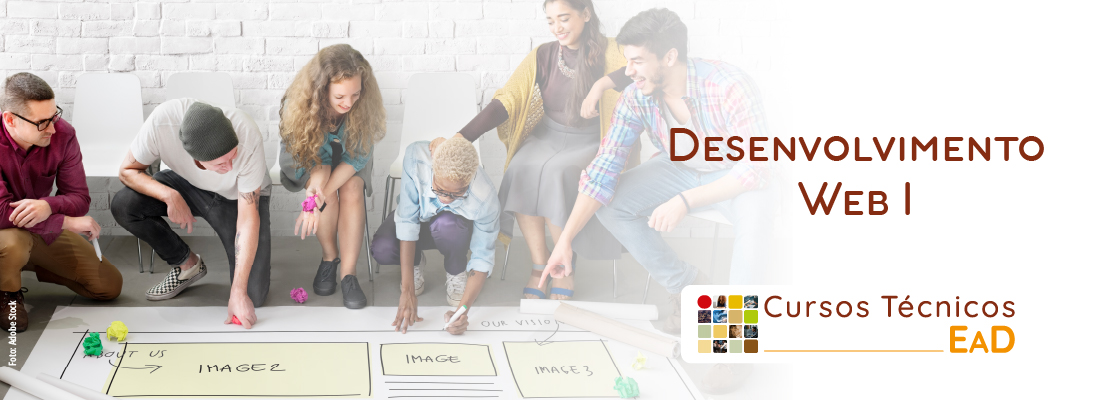 Desenvolvimento
Web I
Cursos Técnicos
EaD
Foto: Adobe Stock
OUR VISION
ABOUT US
IMAGE2
IMAGE
IMAGE3